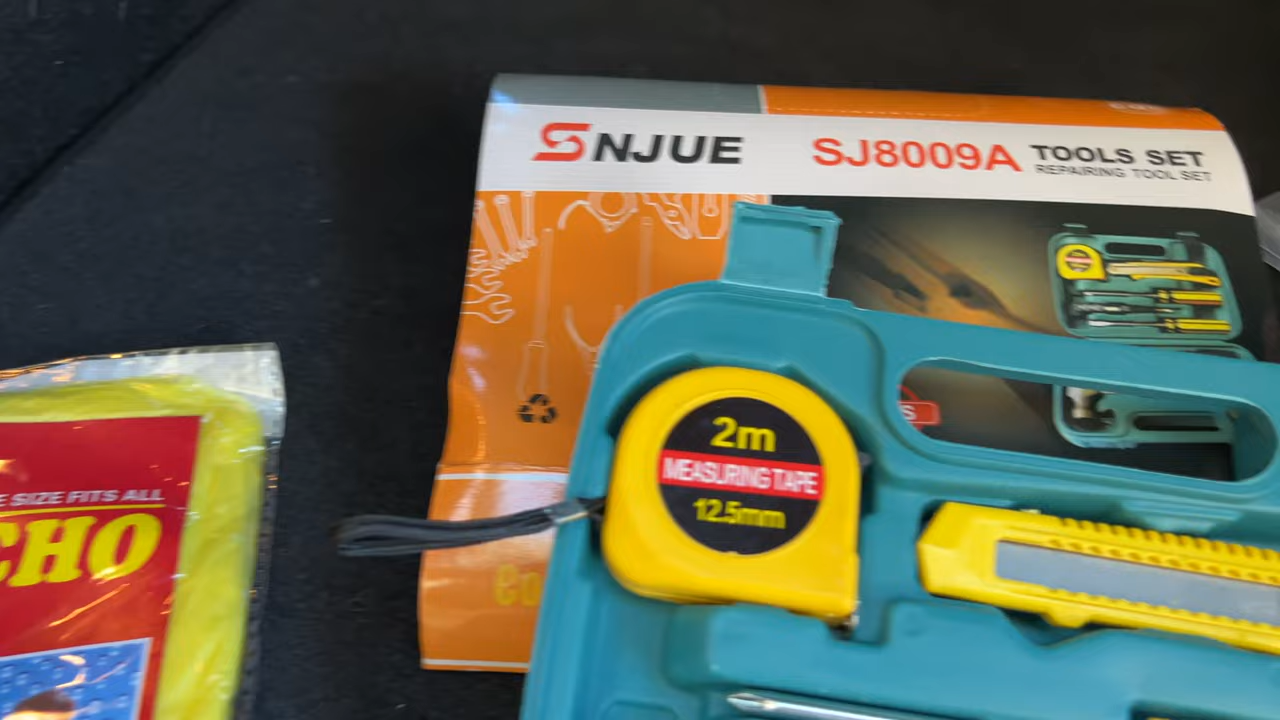 SNJUE
SJ8009A
TOOLS SET
REPAIRING TOOL SET
2m
MEASURING TAPE
12.5mm
SIZE FITS ALL
CHO